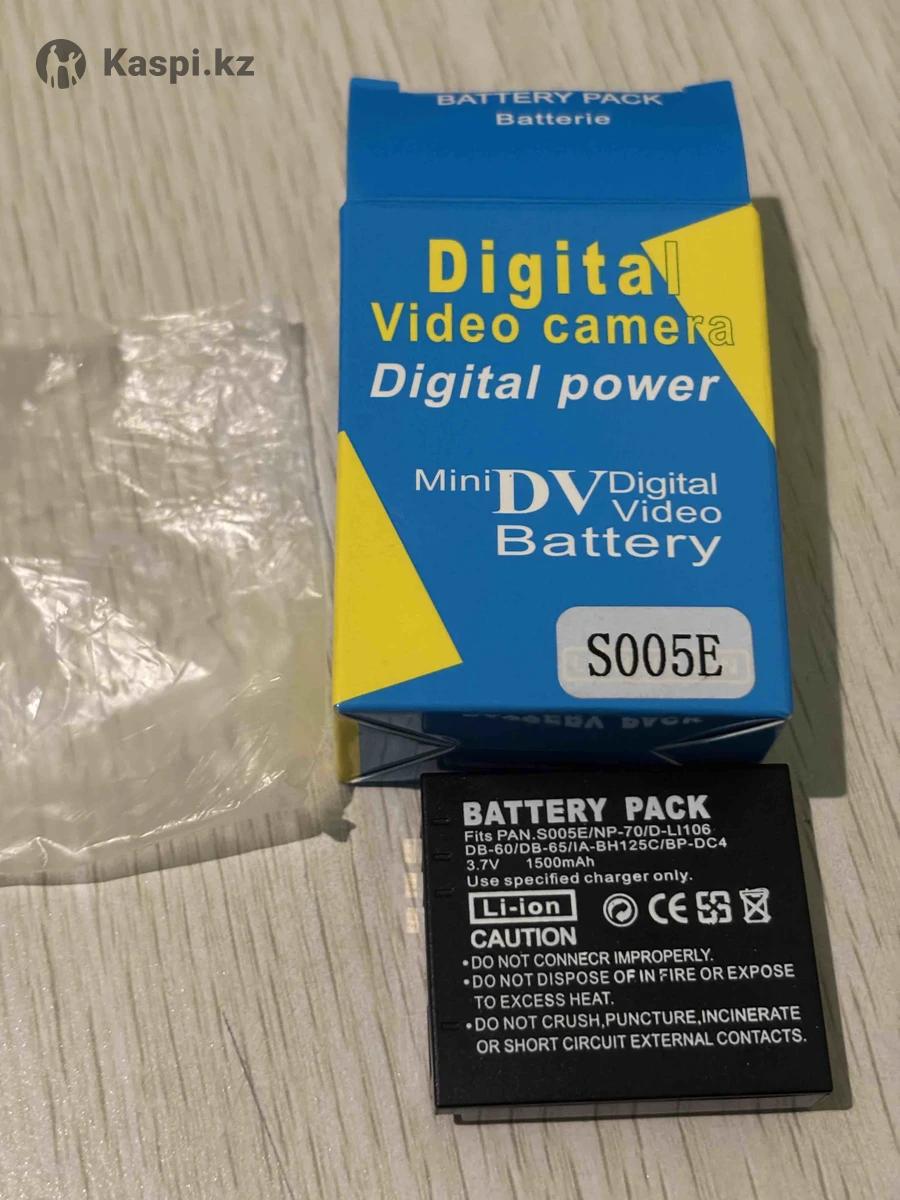 Kaspi.kz
BATTERY PACK
Batterie
Digital
Video camera
Digital power
Mini DV Digital
Video
Battery
S005E
BATTERY PACK
BATTERY PACK
Fits PAN.S005E/NP-70/D-LI106
DB-60/DB-65/IA-BH125C/BP-DC4
3.7V 1500mAh
Use specified charger only.
Li-ion
CE
CAUTION
•DO NOT CONNECR IMPROPERLY.
•DO NOT DISPOSE OF IN FIRE OR EXPOSE
TO EXCESS HEAT.
•DO NOT CRUSH,PUNCTURE,INCINERATE
OR SHORT CIRCUIT EXTERNAL CONTACTS.